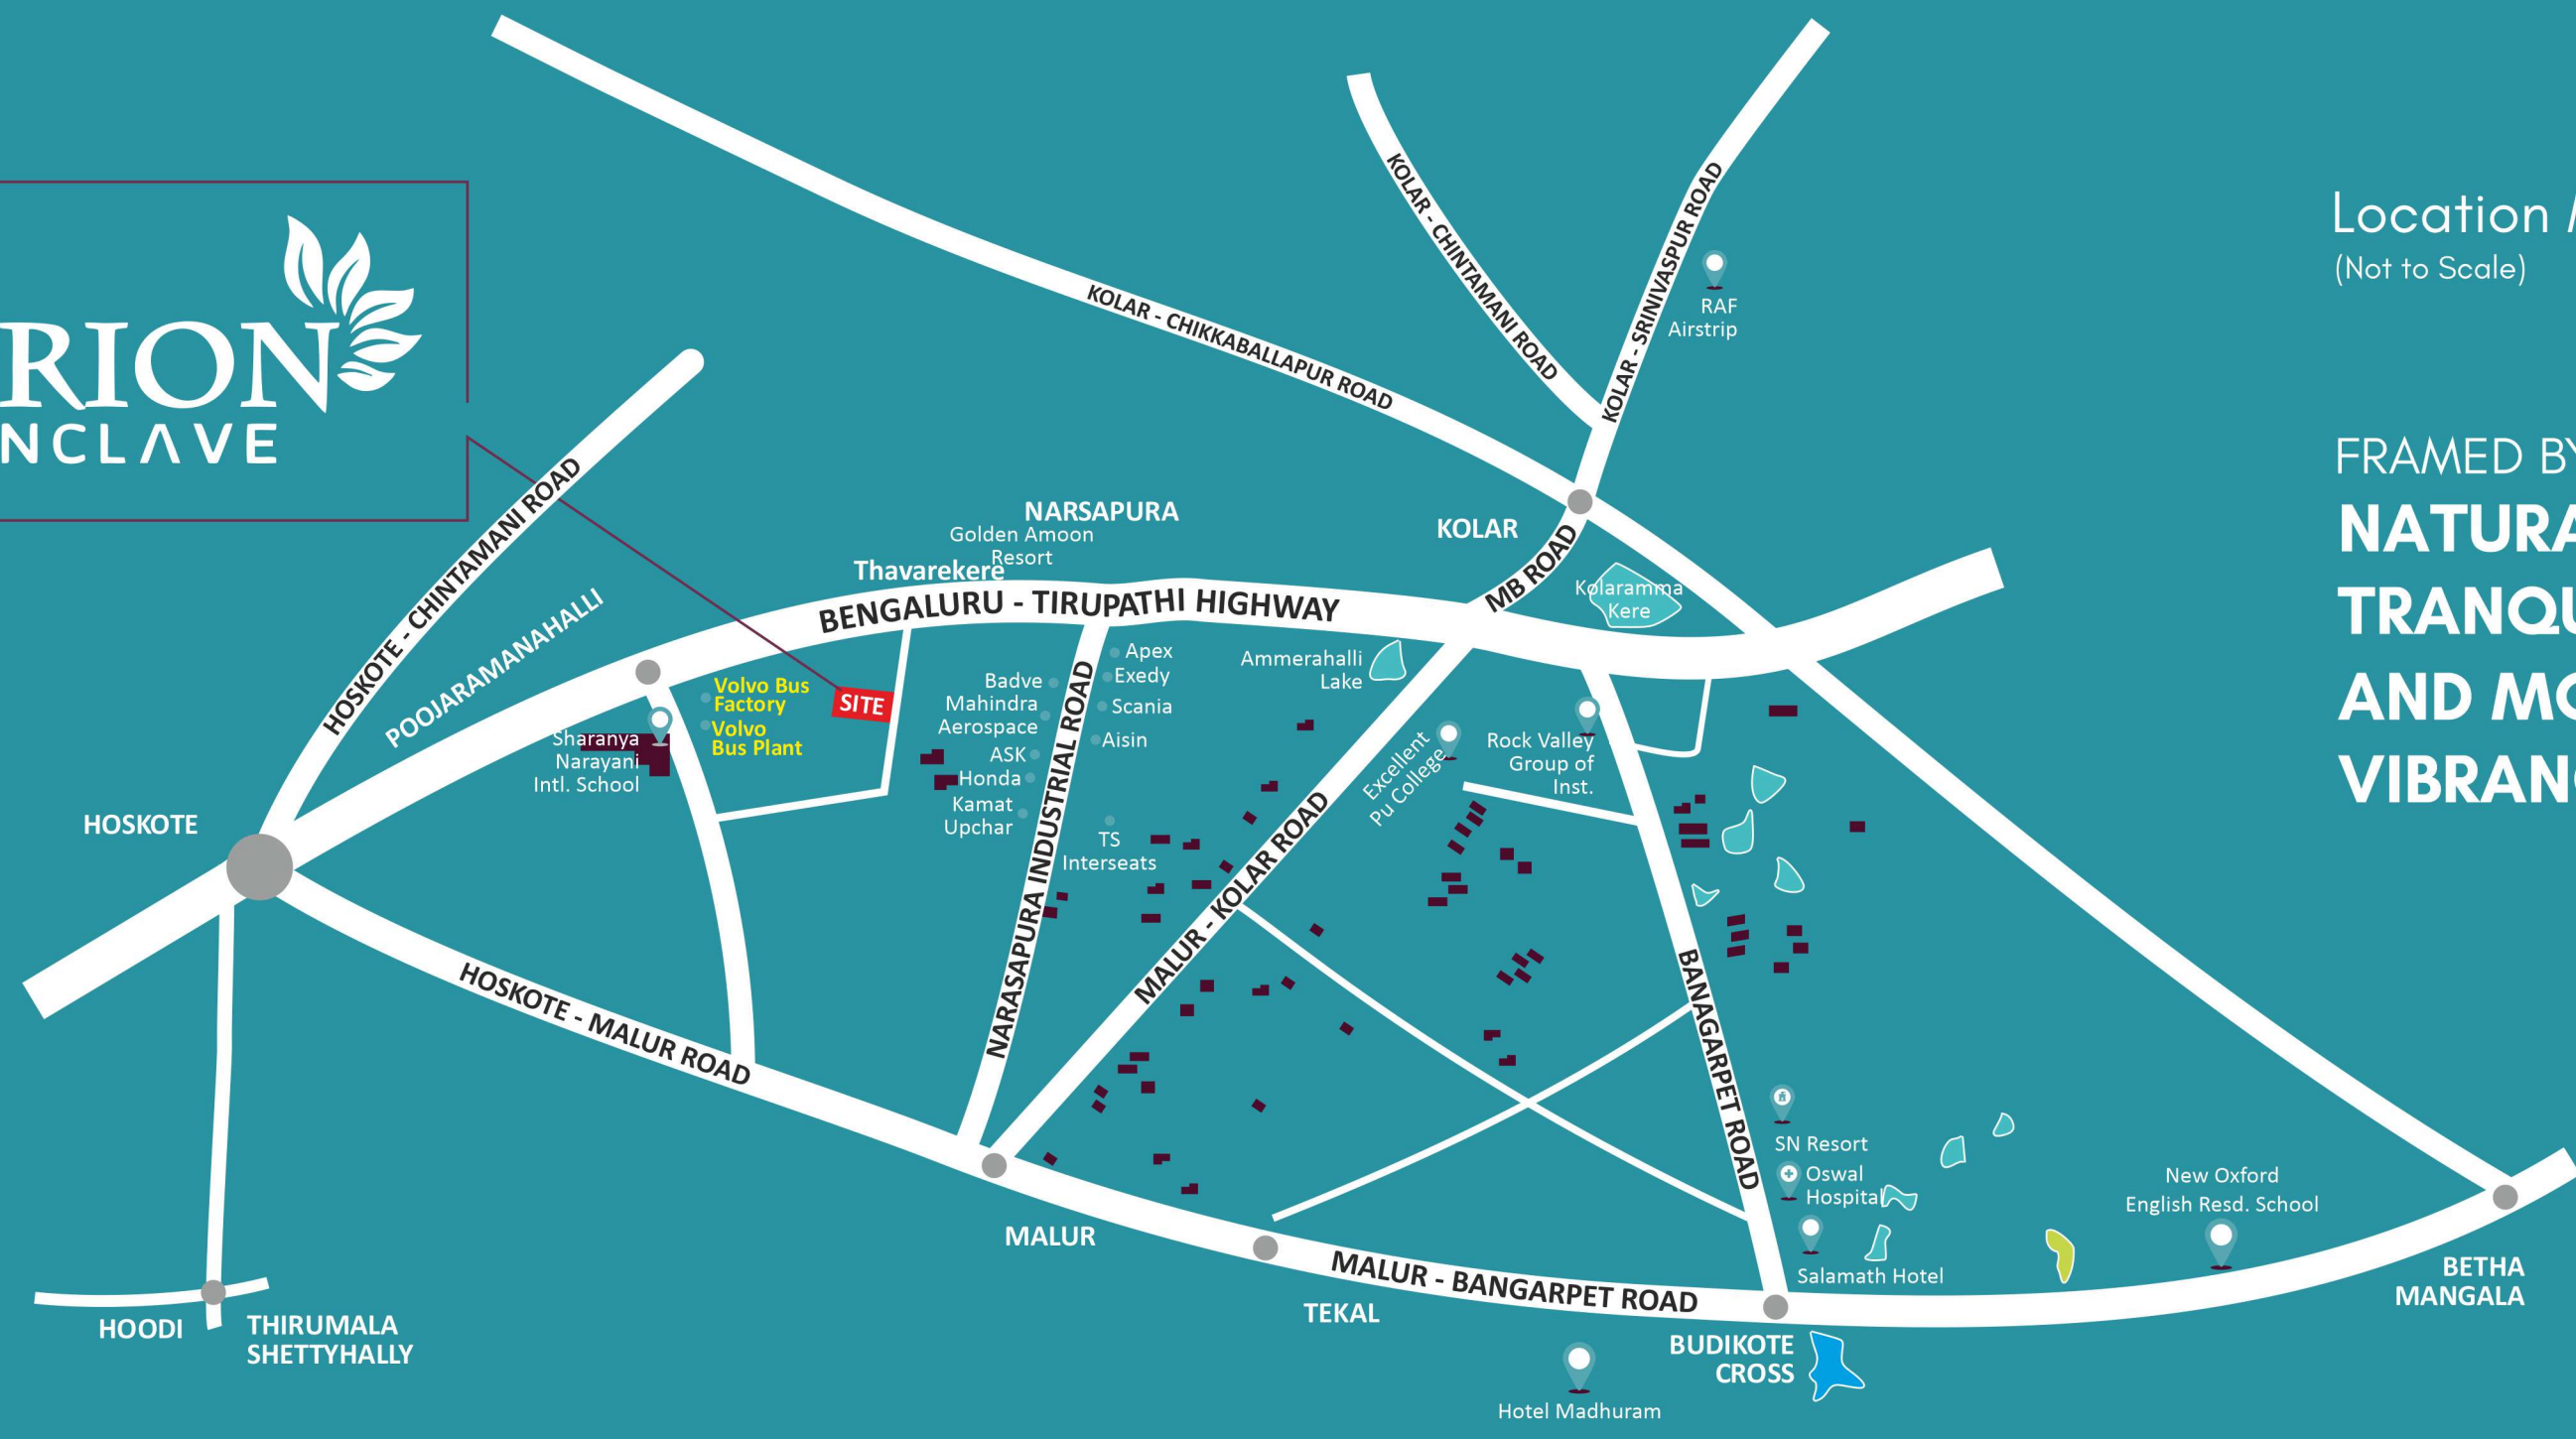 RION
NCLΛVE
Location
(Not to Scale)
FRAMED
NATURA
TRANQU
AND MO
VIBRAN
KOLAR - CHINTAMANI ROAD
KOLAR - SRINIVASPUR ROAD
RAF
Airstrip
KOLAR - CHIKKABALLAPUR ROAD
HOSKOTE - CHINTAMANI ROAD
NARSAPURA
Golden Amoon
Resort
Thavarekere
KOLAR
MB ROAD
Kolaramma
Kere
BENGALURU - TIRUPATHI HIGHWAY
POOJARAMANAHALLI
Volvo Bus
Factory
Volvo
Bus Plant
SITE
Sharanya
Narayani
Intl. School
Badve
Mahindra
Aerospace
ASK
Honda
Kamat
Upchar
Apex
Exedy
Scania
Aisin
TS
Interseats
NARASAPURA INDUSTRIAL ROAD
Ammerahalli
Lake
Excellent
Pu College
Rock Valley
Group of
Inst.
MALUR - KOLAR ROAD
HOSKOTE
HOSKOTE - MALUR ROAD
BANAGARPET ROAD
SN Resort
Oswal
Hospital
Salamath Hotel
New Oxford
English Resd. School
MALUR
MALUR - BANGARPET ROAD
TEKAL
BETHA
MANGALA
HOODI
THIRUMALA
SHETTYHALLY
BUDIKOTE
CROSS
Hotel Madhuram